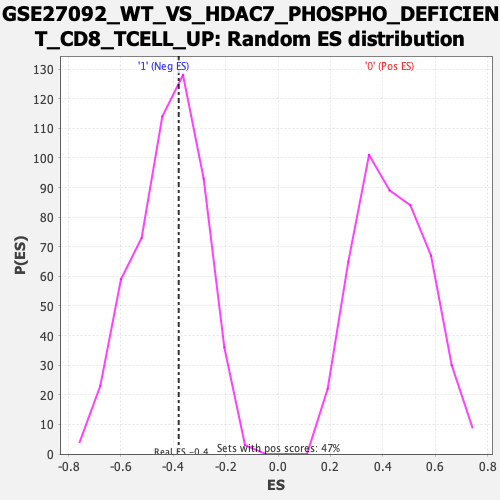 GSE27092_WT_VS_HDAC7_PHOSPHO_DEFICIEN
T_CD8_TCELL_UP: Random ES distribution
'1' (Neg ES)
'0' (Pos ES)
130
120
110
100
90
80
70
60
50
40
30
20
10
0
P(ES)
Real ES -0.4
Sets with pos scores: 47%
-0.8 -0.6 -0.4 -0.2 0.0 0.2 0.4 0.6 0.8
ES